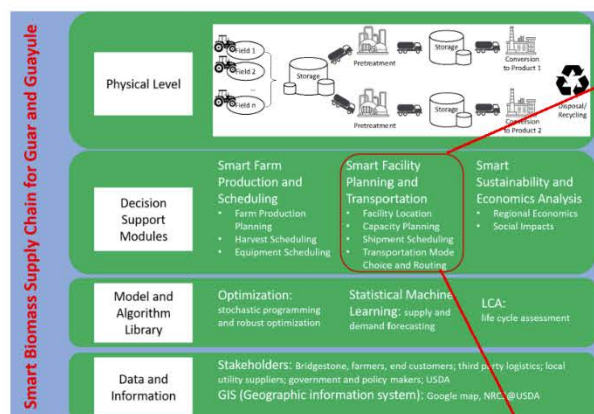 Smart Biomass Supply Chain for Guar and Guayule
Physical Level
Field 1
Field 2
...
Field n
Storage
Pretreatment
Storage
Conversion
to Product 1
Pretreatment
Storage
Conversion
to Product 2
Disposal/
Recycling
Decision
Support
Modules
Smart Farm
Production and
Scheduling
• Farm Production
Planning
• Harvest Scheduling
• Equipment Scheduling
Smart Facility
Planning and
Transportation
• Facility Location
• Capacity Planning
• Shipment Scheduling
• Transportation Mode
Choice and Routing
Smart
Sustainability and
Economics Analysis
• Regional Economics
• Social Impacts
Model and
Algorithm
Library
Optimization:
stochastic programming
and robust optimization
Statistical Machine
Learning: supply and
demand forecasting
LCA:
life cycle assessment
Data and
Information
Stakeholders: Bridgestone, farmers, end customers; third party logistics; local
utility suppliers; government and policy makers; USDA
GIS (Geographic information system): Google map, NRCS@USDA